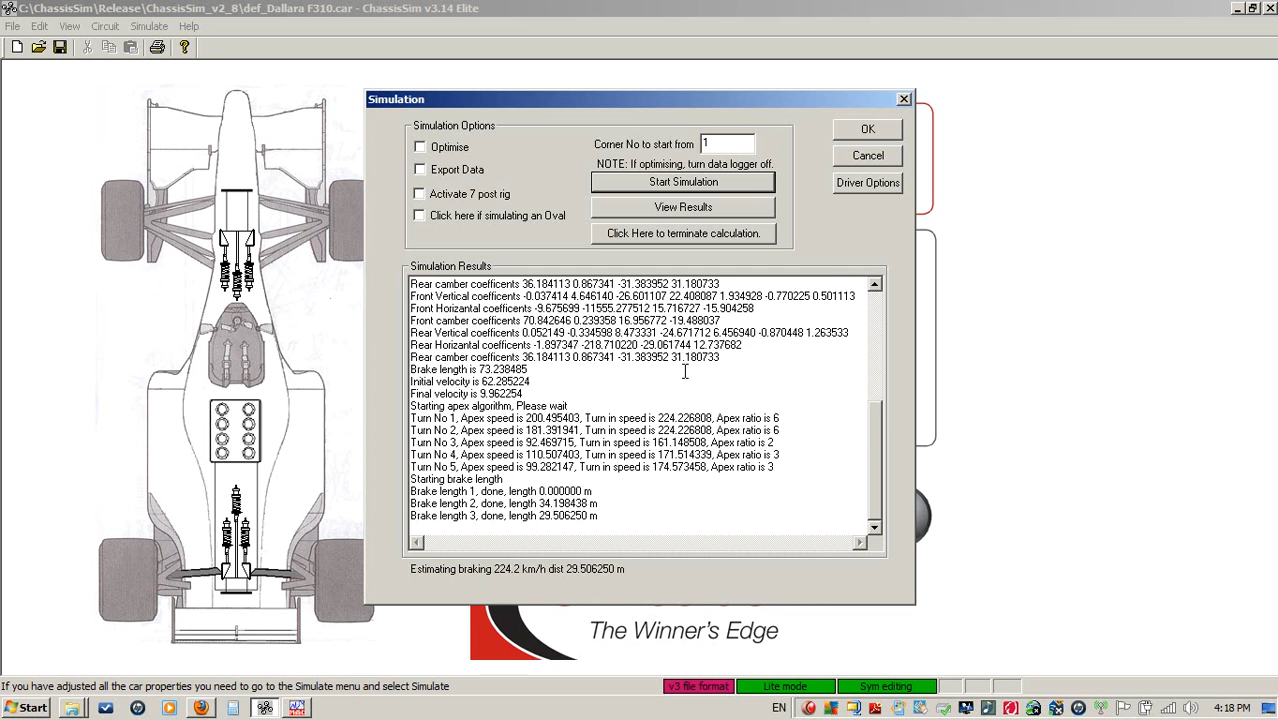 C:\ChassisSim\Release\ChassisSim_v2_8\def_Dallara F310.car - ChassisSim v3.14 Elite
File Edit View Circuit Simulate Help
Simulation
Simulation Options
Optimise
Export Data
Activate 7 post rig
Click here if simulating an Oval
Corner No to start from 1
NOTE: If optimising, turn data logger off.
Start Simulation
View Results
Click Here to terminate calculation.
OK
Cancel
Driver Options
Simulation Results
Rear camber coefficents 36.184113 0.867341 -31.383952 31.180733
Front Vertical coefficents -0.037414 4.646140 -26.601107 22.408087 1.934928 -0.770225 0.501113
Front Horizontal coefficents -9.675699 -11555.277512 15.716727 -15.904258
Front camber coefficents 70.842646 0.239358 16.956772 -19.488037
Rear Vertical coefficents 0.052149 -0.334598 8.473331 -24.671712 6.456940 -0.870448 1.263533
Rear Horizantal coefficents -1.897347 -218.710220 -29.061744 12.737682
Rear camber coefficents 36.184113 0.867341 -31.383952 31.180733
Brake length is 73.238485
Initial velocity is 62.285224
Final velocity is 9.962254
Starting apex algorithm, Please wait
Turn No 1, Apex speed is 200.495403, Turn in speed is 224.226808, Apex ratio is 6
Turn No 2, Apex speed is 181.391941, Turn in speed is 224.226808, Apex ratio is 6
Turn No 3, Apex speed is 92.469715, Turn in speed is 161.148508, Apex ratio is 2
Turn No 4, Apex speed is 110.507403, Turn in speed is 171.514339, Apex ratio is 3
Turn No 5, Apex speed is 99.282147, Turn in speed is 174.573458, Apex ratio is 3
Starting brake length
Brake length 1, done, length 0.000000 m
Brake length 2, done, length 34.198438 m
Brake length 3, done, length 29.506250 m
Estimating braking 224.2 km/h dist 29.506250 m
The Winner's Edge
If you have adjusted all the car properties you need to go to the Simulate menu and select Simulate
v3 file format
Lite mode
Sym editing
Start
EN
4:18 PM